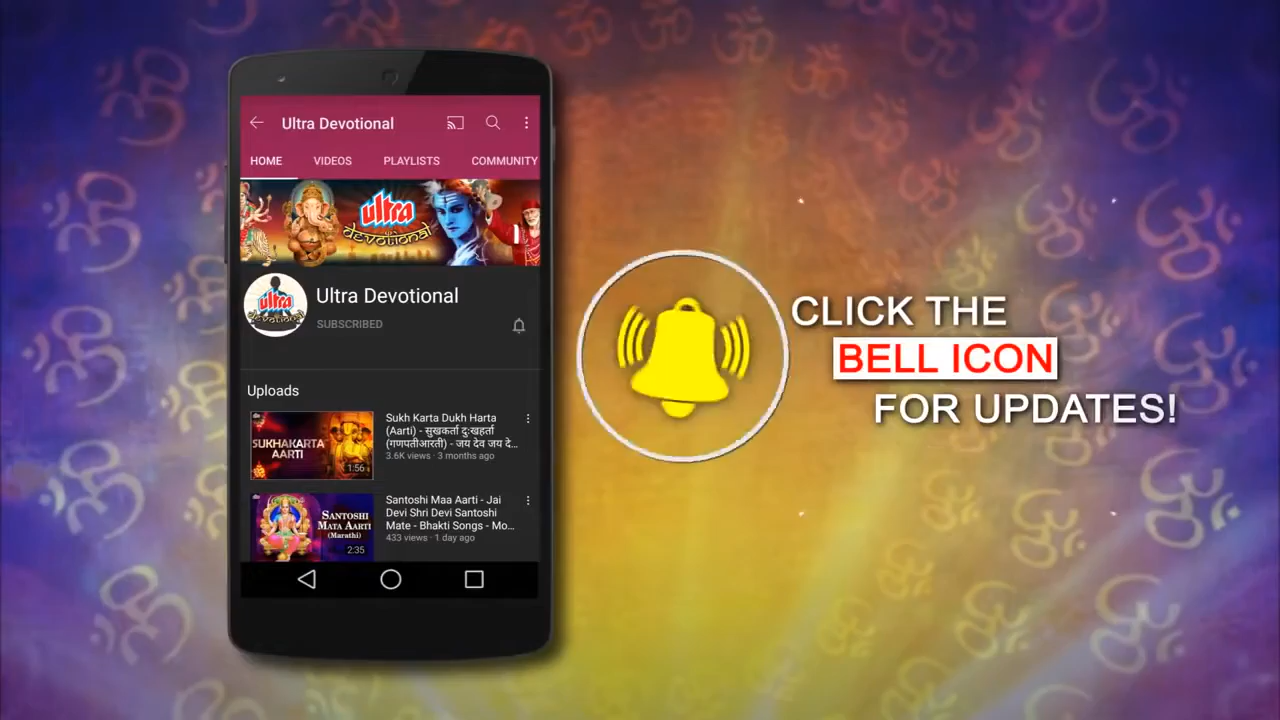 Ultra Devotional
HOME VIDEOS PLAYLISTS COMMUNITY
ultra
devotional
ultra
devotional
Ultra Devotional
SUBSCRIBED
Uploads
SUKHAKARTA
AARTI
1:56
Sukh Karta Dukh Harta
(Aarti) - सुखकर्ता दुःखहर्ता
(गणपतीआरती) - जय देव जय दे...
3.6K views · 3 months ago
SANTOSHI
MATA AARTI
(Marathi)
2:35
Santoshi Maa Aarti - Jai
Devi Shri Devi Santoshi
Mate - Bhakti Songs - Mo...
433 views · 1 day ago
CLICK THE
BELL ICON
FOR UPDATES!